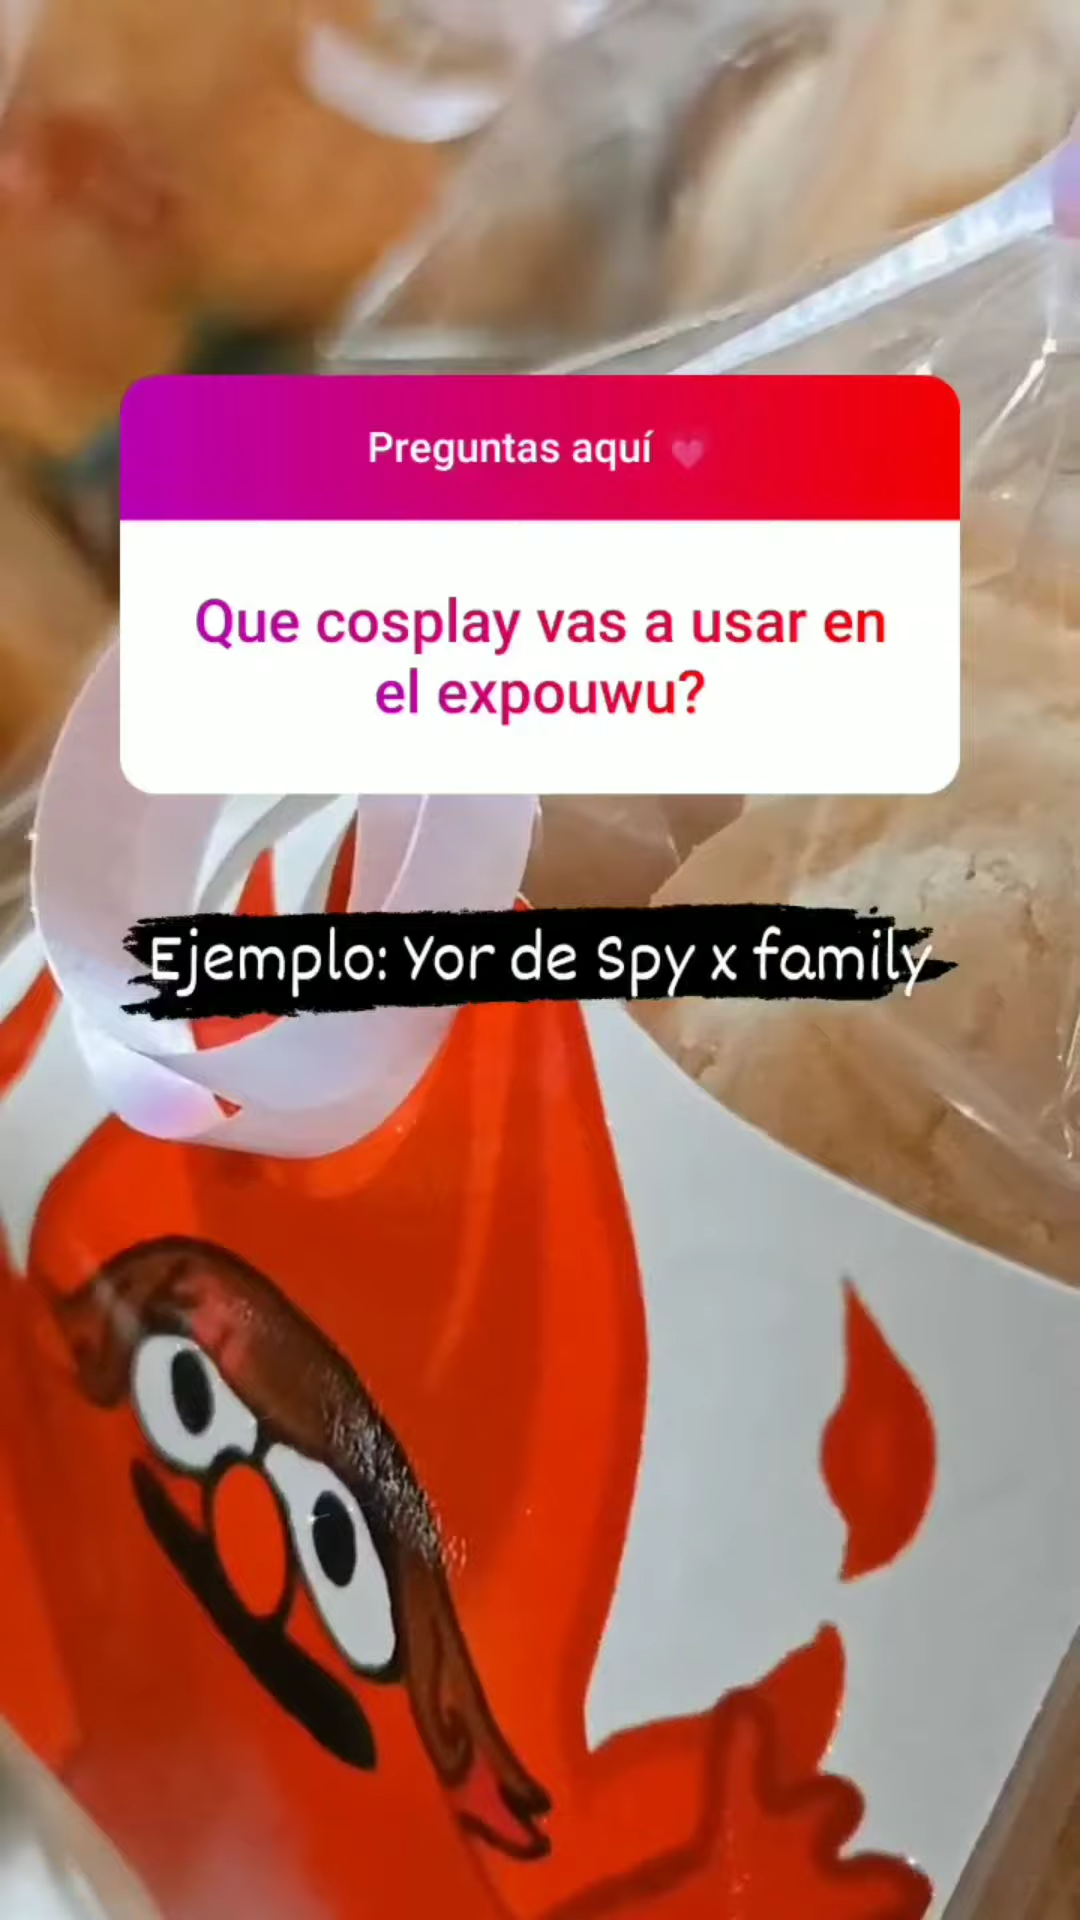 Preguntas aquí 💗
Que cosplay vas a usar en
el expouwu?
Ejemplo: Yor de Spy x family